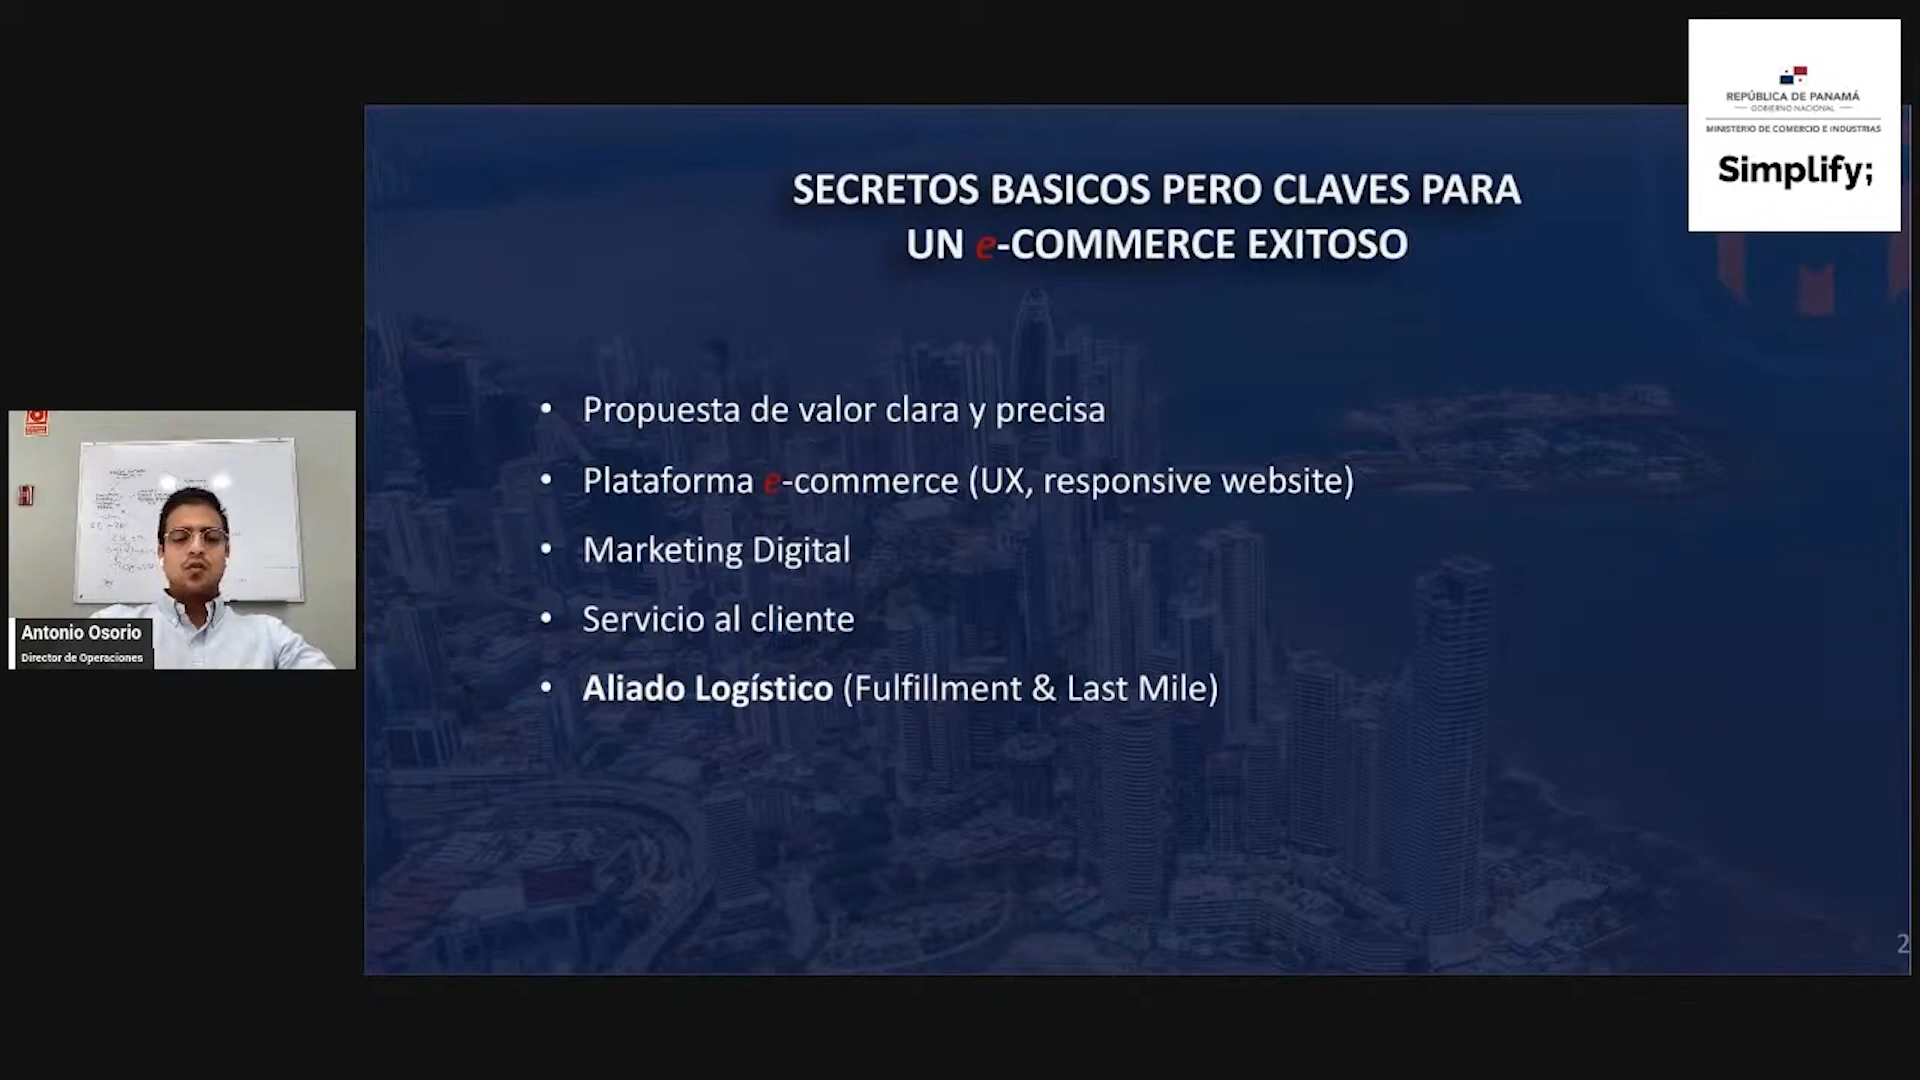 REPÚBLICA DE PANAMÁ
GOBIERNO NACIONAL
MINISTERIO DE COMERCIO E INDUSTRIAS
Simplify;
SECRETOS BASICOS PERO CLAVES PARA
UN e-COMMERCE EXITOSO
• Propuesta de valor clara y precisa
• Plataforma e-commerce (UX, responsive website)
• Marketing Digital
• Servicio al cliente
• Aliado Logístico (Fulfillment & Last Mile)
Antonio Osorio
Director de Operaciones
2